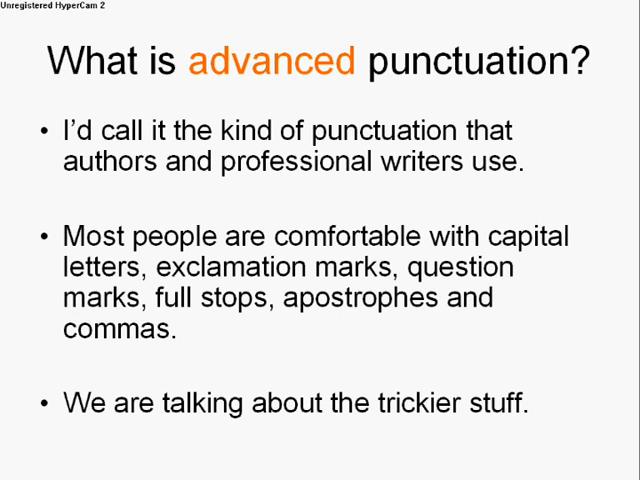 Unregistered HyperCam 2
What is advanced punctuation?
• I'd call it the kind of punctuation that
authors and professional writers use.
• Most people are comfortable with capital
letters, exclamation marks, question
marks, full stops, apostrophes and
commas.
• We are talking about the trickier stuff.